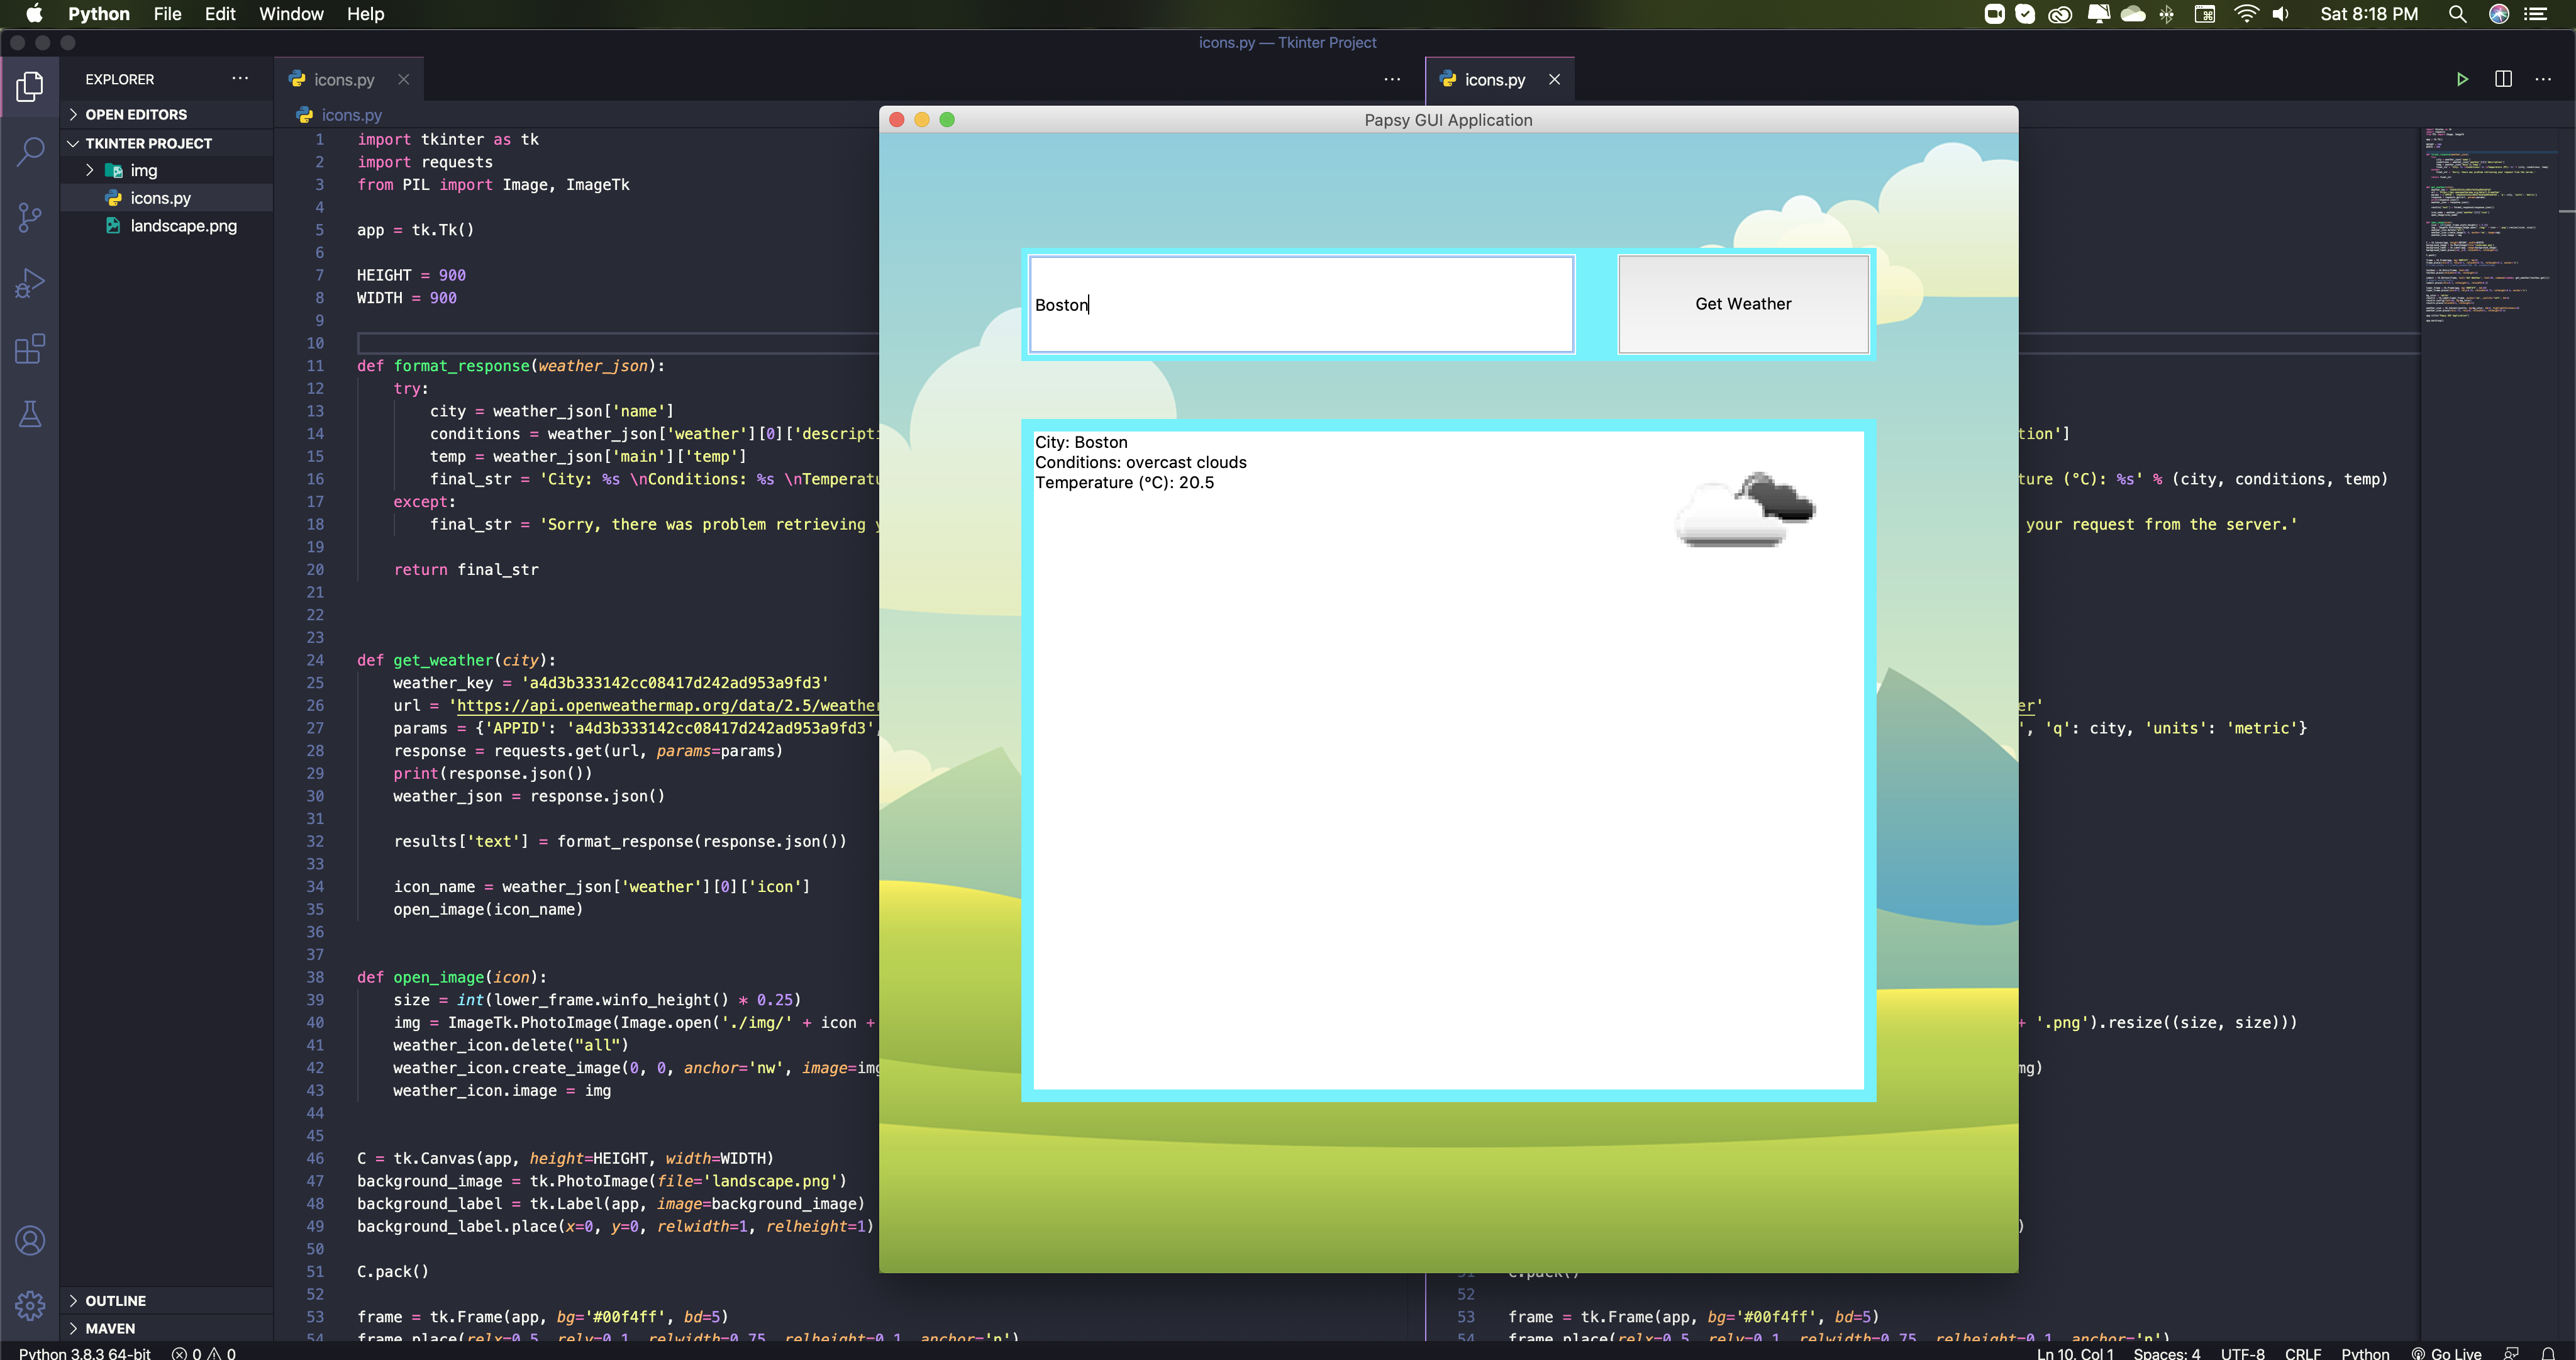 Python File Edit Window Help
Sat 8:18 PM
icons.py — Tkinter Project
EXPLORER
OPEN EDITORS
TKINTER PROJECT
img
icons.py
landscape.png
OUTLINE
MAVEN
icons.py
icons.py
1 import tkinter as tk
2 import requests
3 from PIL import Image, ImageTk
4
5 app = tk.Tk()
6
7 HEIGHT = 900
8 WIDTH = 900
9
10
11 def format_response(weather_json):
12 try:
13 city = weather_json['name']
14 conditions = weather_json['weather'][0]['descripti
15 temp = weather_json['main']['temp']
16 final_str = 'City: %s \nConditions: %s \nTemperatu
17 except:
18 final_str = 'Sorry, there was problem retrieving y
19
20 return final_str
21
22
23
24 def get_weather(city):
25 weather_key = 'a4d3b333142cc08417d242ad953a9fd3'
26 url = 'https://api.openweathermap.org/data/2.5/weather
27 params = {'APPID': 'a4d3b333142cc08417d242ad953a9fd3',
28 response = requests.get(url, params=params)
29 print(response.json())
30 weather_json = response.json()
31
32 results['text'] = format_response(response.json())
33
34 icon_name = weather_json['weather'][0]['icon']
35 open_image(icon_name)
36
37
38 def open_image(icon):
39 size = int(lower_frame.winfo_height() * 0.25)
40 img = ImageTk.PhotoImage(Image.open('./img/' + icon +
41 weather_icon.delete("all")
42 weather_icon.create_image(0, 0, anchor='nw', image=img
43 weather_icon.image = img
44
45
46 C = tk.Canvas(app, height=HEIGHT, width=WIDTH)
47 background_image = tk.PhotoImage(file='landscape.png')
48 background_label = tk.Label(app, image=background_image)
49 background_label.place(x=0, y=0, relwidth=1, relheight=1)
50
51 C.pack()
52
53 frame = tk.Frame(app, bg='#00f4ff', bd=5)
54 frame.place(relx=0.5, rely=0.1, relwidth=0.75, relheight=0.1, anchor='n')
Papsy GUI Application
Boston
Get Weather
City: Boston
Conditions: overcast clouds
Temperature (°C): 20.5
icons.py
tion']
ture (°C): %s' % (city, conditions, temp)
your request from the server.'
er'
', 'q': city, 'units': 'metric'}
+ '.png').resize((size, size)))
mg)
)
51 C.pack()
52
53 frame = tk.Frame(app, bg='#00f4ff', bd=5)
54 frame.place(relx=0.5, rely=0.1, relwidth=0.75, relheight=0.1, anchor='n')
Python 3.8.3 64-bit 0 0
Ln 10, Col 1 Spaces: 4 UTF-8 CRLF Python Go Live